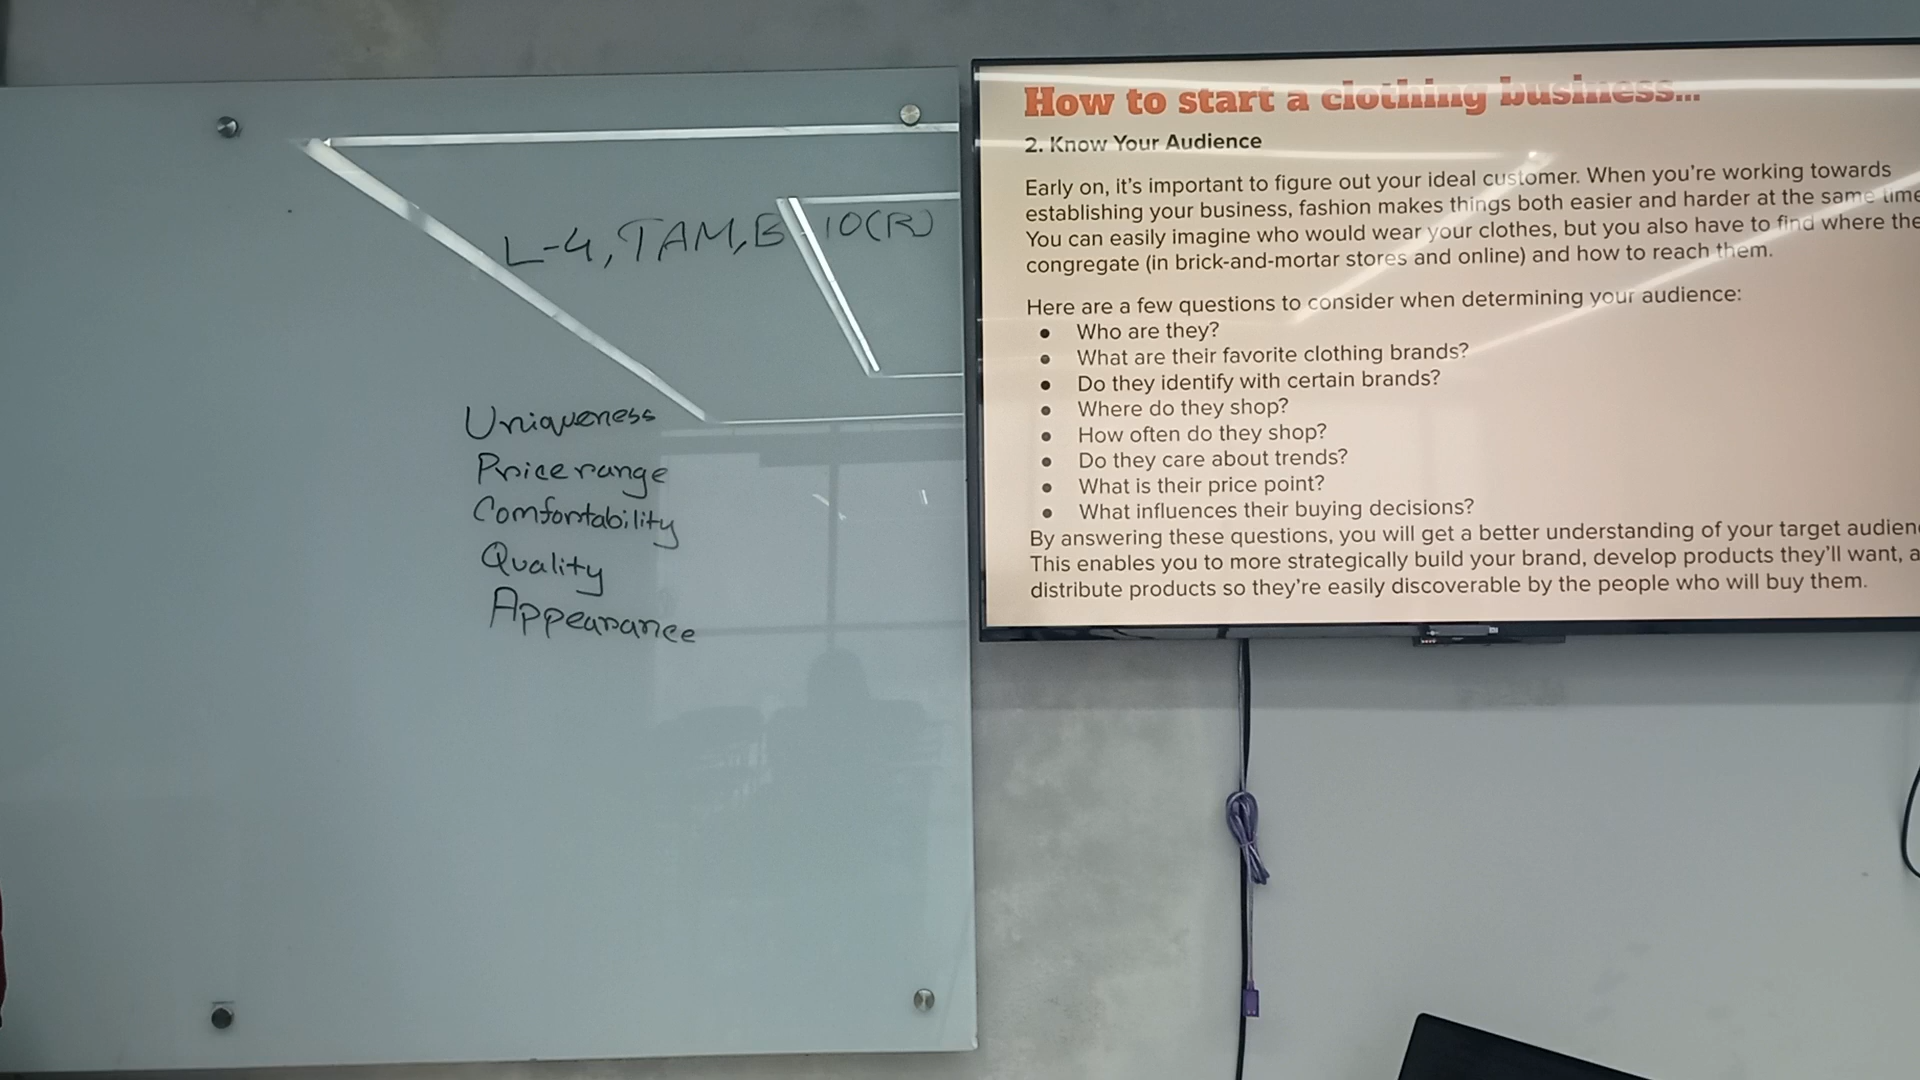 L-4, TAM, B-10(R)
Uniqueness
Price range
Comfortability
Quality
Appearance
How to start a clothing business...
2. Know Your Audience
Early on, it's important to figure out your ideal customer. When you're working towards
establishing your business, fashion makes things both easier and harder at the same time
You can easily imagine who would wear your clothes, but you also have to find where the
congregate (in brick-and-mortar stores and online) and how to reach them.
Here are a few questions to consider when determining your audience:
● Who are they?
● What are their favorite clothing brands?
● Do they identify with certain brands?
● Where do they shop?
● How often do they shop?
● Do they care about trends?
● What is their price point?
● What influences their buying decisions?
By answering these questions, you will get a better understanding of your target audien
This enables you to more strategically build your brand, develop products they'll want, a
distribute products so they're easily discoverable by the people who will buy them.